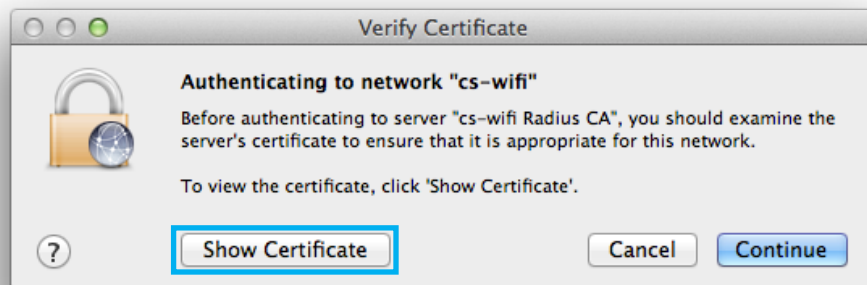 Verify Certificate
Authenticating to network "cs-wifi"
Before authenticating to server "cs-wifi Radius CA", you should examine the
server's certificate to ensure that it is appropriate for this network.
To view the certificate, click 'Show Certificate'.
? Show Certificate Cancel Continue